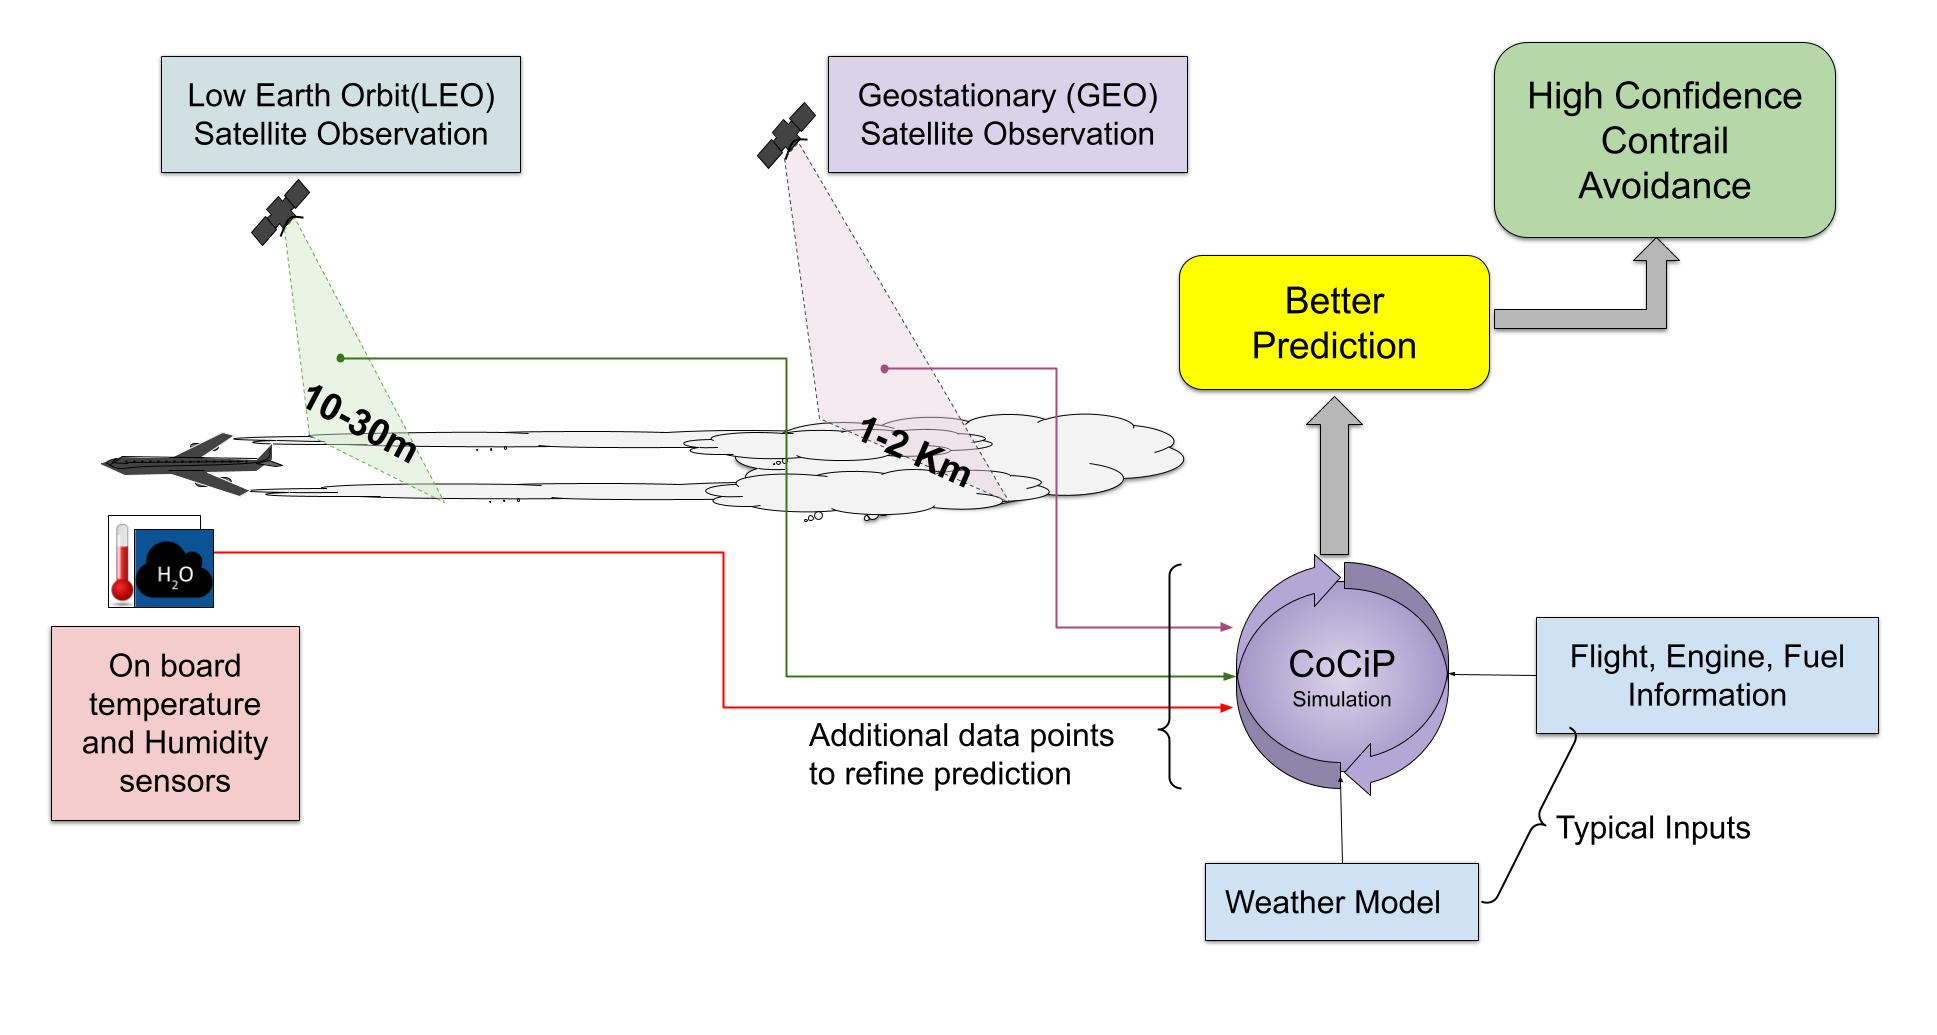 Low Earth Orbit(LEO)
Satellite Observation
Geostationary (GEO)
Satellite Observation
High Confidence
Contrail
Avoidance
Better
Prediction
10-30m
1-2 Km
H2O
On board
temperature
and Humidity
sensors
Additional data points
to refine prediction
CoCiP
Simulation
Flight, Engine, Fuel
Information
Typical Inputs
Weather Model